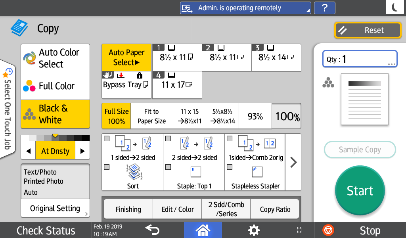 Admin. is operating remotely
?
Copy
Reset
Select One Touch Job
Auto Color
Select
Full Color
Black &
White
At Dnsty
Text/Photo
Printed Photo
Auto
Original Setting
Auto Paper
Select▶
1
8½ x 11
2
8½ x 11
3
8½ x 14
Bypass Tray
4
11 x 17
Full Size
100%
Fit to
Paper Size
11 x 15
→8½x11
5½x8½
→8½x14
93%
100%
1 sided→2 sided
2 sided→2 sided
1sided→Comb 2orig
Sort
Staple: Top 1
Stapleless Stapler
Finishing
Edit / Color
2 Sdd/Comb
/Series
Copy Ratio
Qty : 1
Sample Copy
Start
Check Status
Feb. 19 2019
10:19AM
Stop